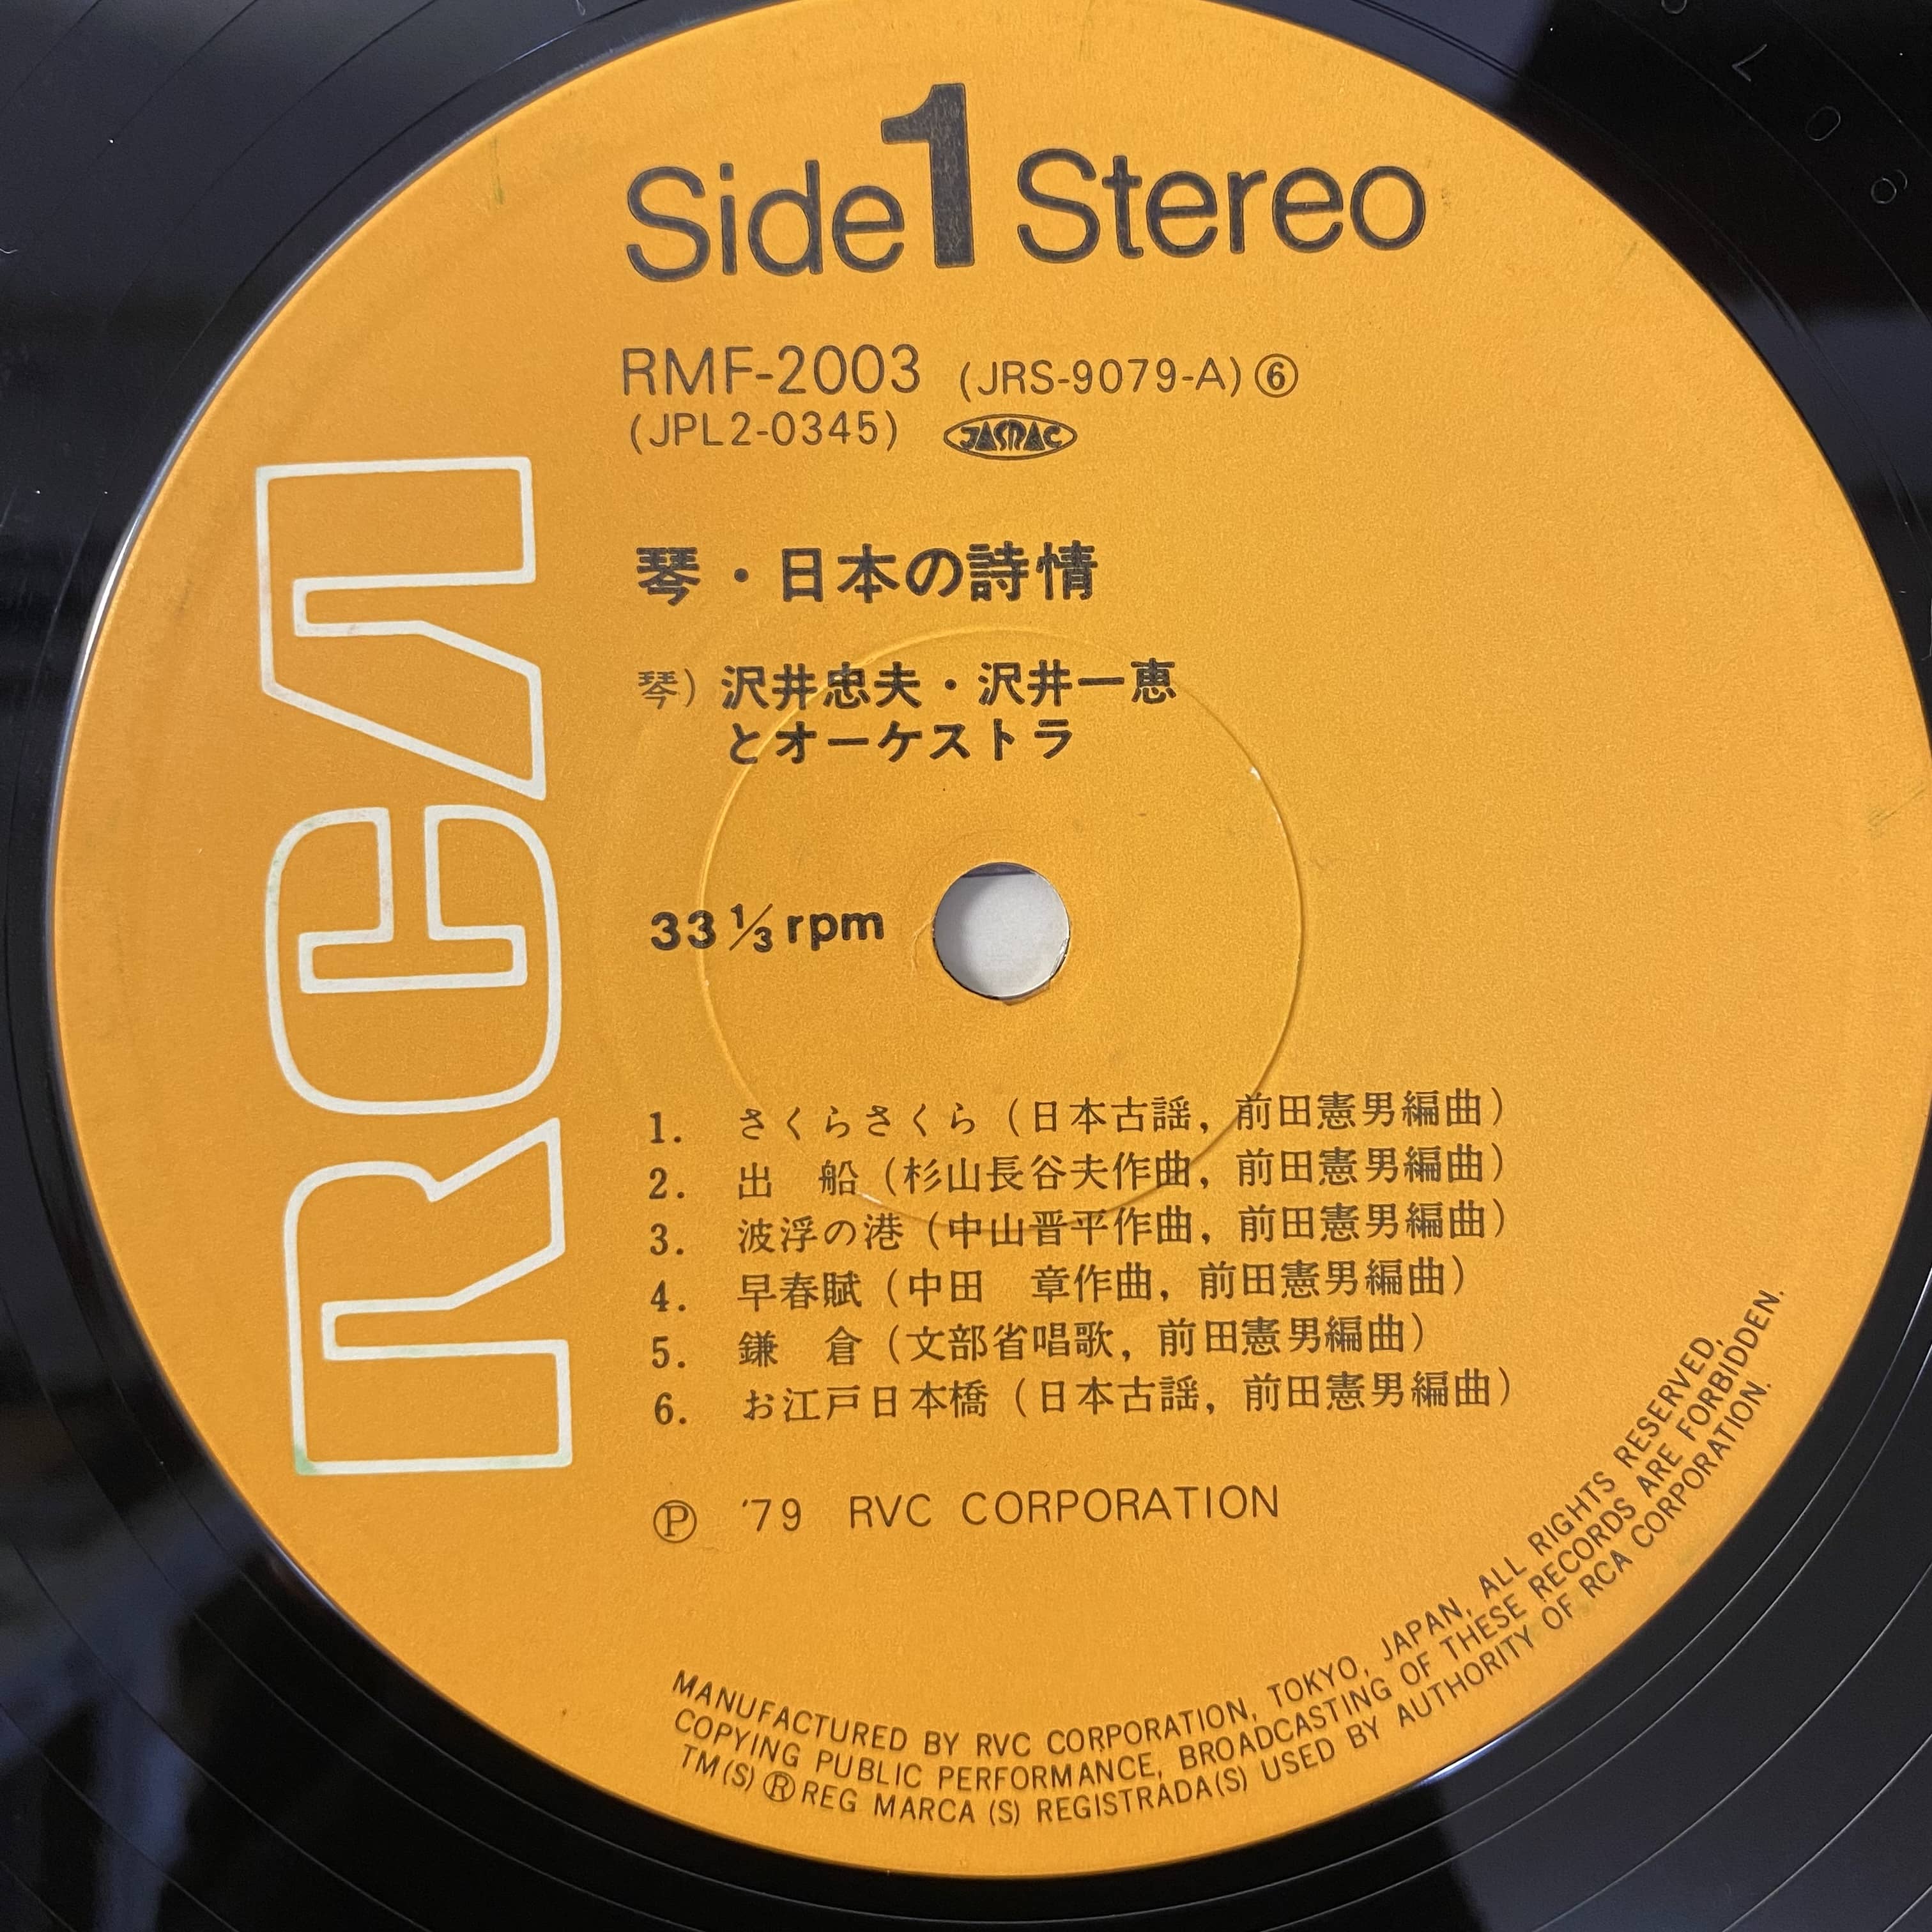 Side 1 Stereo
RMF-2003 (JRS-9079-A)⑥
(JPL2-0345) JASRAC
琴・日本の詩情
琴) 沢井忠夫・沢井一恵
とオーケストラ
RCA
33 1/3 rpm
1. さくらさくら (日本古謡, 前田憲男編曲)
2. 出　船 (杉山長谷夫作曲, 前田憲男編曲)
3. 波浮の港 (中山晋平作曲, 前田憲男編曲)
4. 早春賦 (中田　章作曲, 前田憲男編曲)
5. 鎌　倉 (文部省唱歌, 前田憲男編曲)
6. お江戸日本橋 (日本古謡, 前田憲男編曲)
Ⓟ '79 RVC CORPORATION
MANUFACTURED BY RVC CORPORATION, TOKYO, JAPAN, ALL RIGHTS RESERVED,
COPYING PUBLIC PERFORMANCE, BROADCASTING OF THESE RECORDS ARE FORBIDDEN.
TM(S) ® REG MARCA (S) REGISTRADA(S) USED BY AUTHORITY OF RCA CORPORATION.